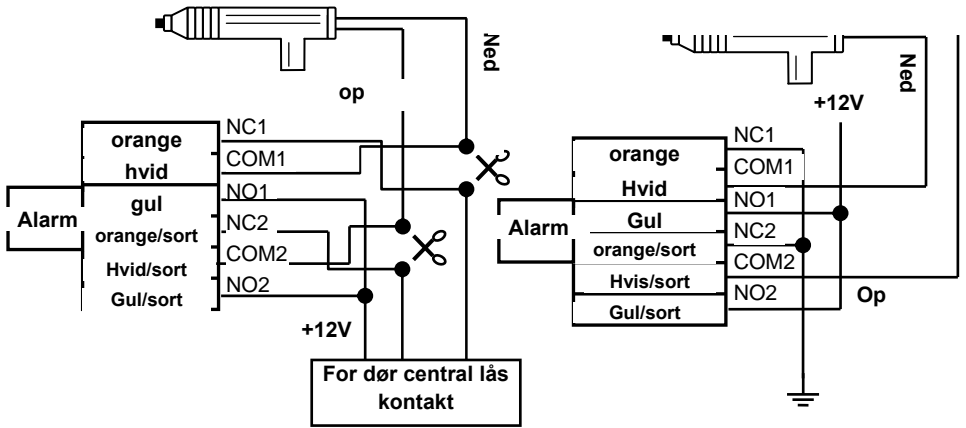 Ned
op
orange
hvid
gul
orange/sort
Hvid/sort
Gul/sort
Alarm
NC1
COM1
NO1
NC2
COM2
NO2
+12V
For dør central lås
kontakt
Ned
+12V
orange
Hvid
Gul
orange/sort
Hvis/sort
Gul/sort
Alarm
NC1
COM1
NO1
NC2
COM2
NO2
Op